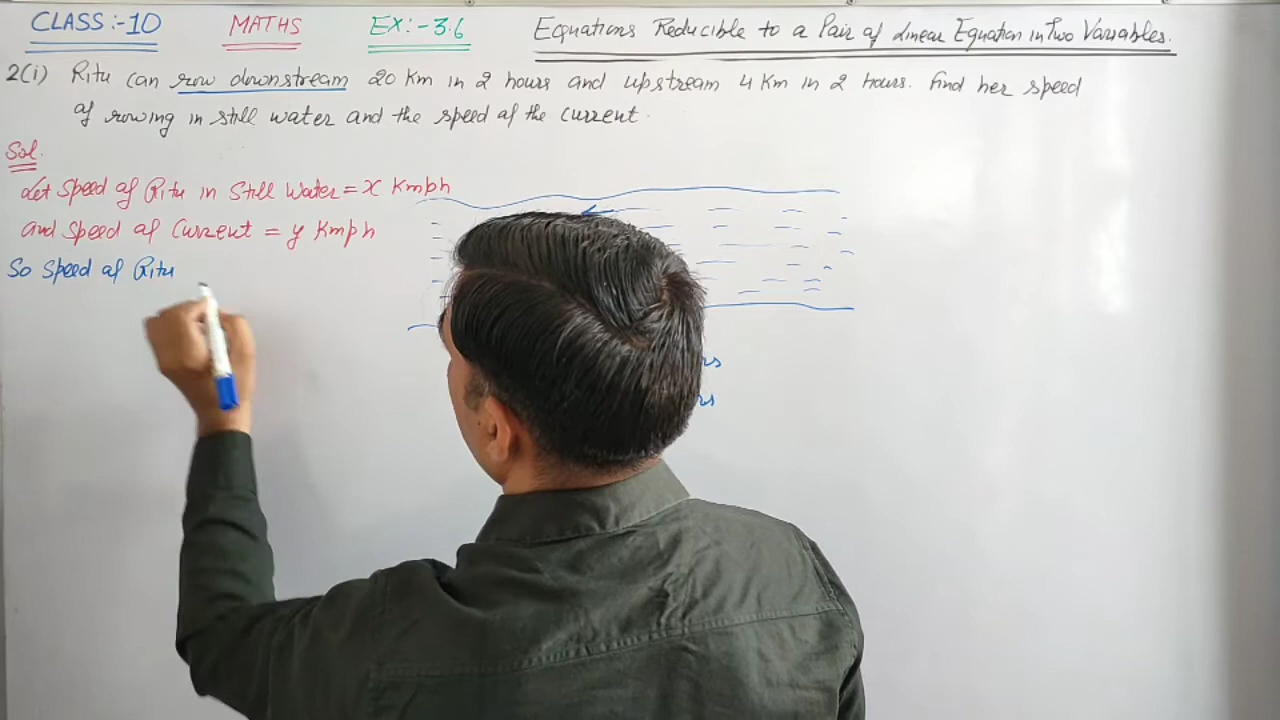 CLASS:-10 MATHS EX:-3.6 Equations Reducible to a Pair of Linear Equation in Two Variables.
2(i) Ritu can row downstream 20 Km in 2 hours and upstream 4 Km in 2 hours. Find her speed
of rowing in still water and the speed of the current.
Sol.
Let Speed of Ritu in Still Water = x Kmph
and Speed of Current = y Kmph
So Speed of Ritu